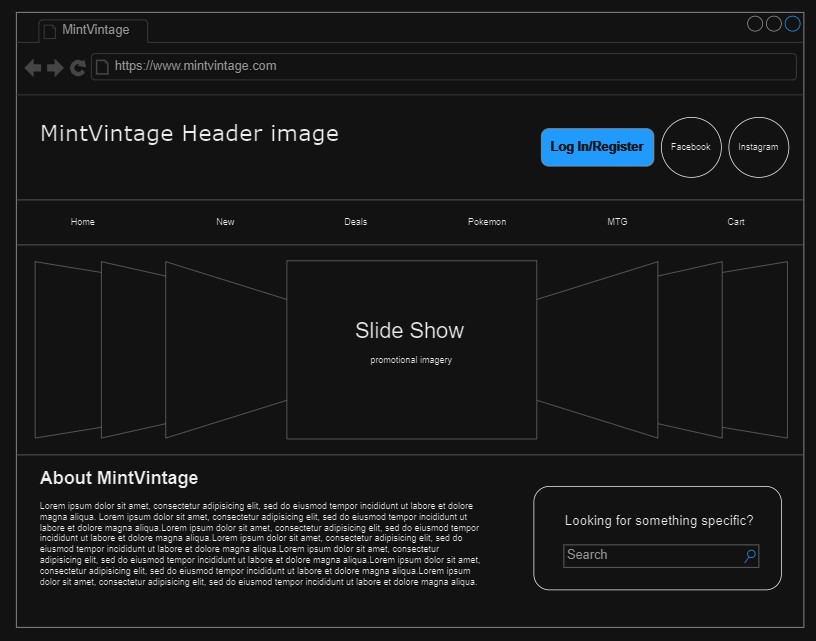 MintVintage
https://www.mintvintage.com
MintVintage Header image
Log In/Register
Facebook
Instagram
Home
New
Deals
Pokemon
MTG
Cart
Slide Show
promotional imagery
About MintVintage
Lorem ipsum dolor sit amet, consectetur adipisicing elit, sed do eiusmod tempor incididunt ut labore et dolore
magna aliqua. Lorem ipsum dolor sit amet, consectetur adipisicing elit, sed do eiusmod tempor incididunt ut
labore et dolore magna aliqua.Lorem ipsum dolor sit amet, consectetur adipisicing elit, sed do eiusmod tempor
incididunt ut labore et dolore magna aliqua.Lorem ipsum dolor sit amet, consectetur adipisicing elit, sed do
eiusmod tempor incididunt ut labore et dolore magna aliqua.Lorem ipsum dolor sit amet, consectetur
adipisicing elit, sed do eiusmod tempor incididunt ut labore et dolore magna aliqua.Lorem ipsum dolor sit amet,
consectetur adipisicing elit, sed do eiusmod tempor incididunt ut labore et dolore magna aliqua.Lorem ipsum
dolor sit amet, consectetur adipisicing elit, sed do eiusmod tempor incididunt ut labore et dolore magna aliqua.
Looking for something specific?
Search